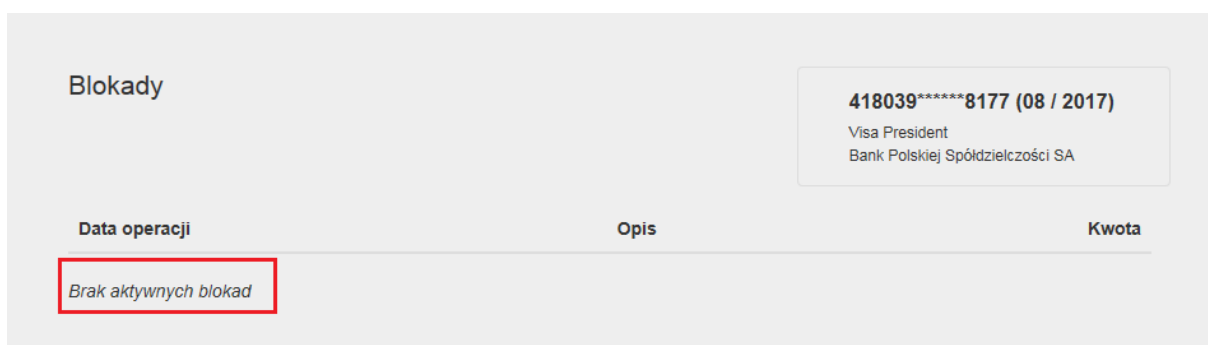 Blokady
418039******8177 (08 / 2017)
Visa President
Bank Polskiej Spółdzielczości SA
Data operacji Opis Kwota
Brak aktywnych blokad